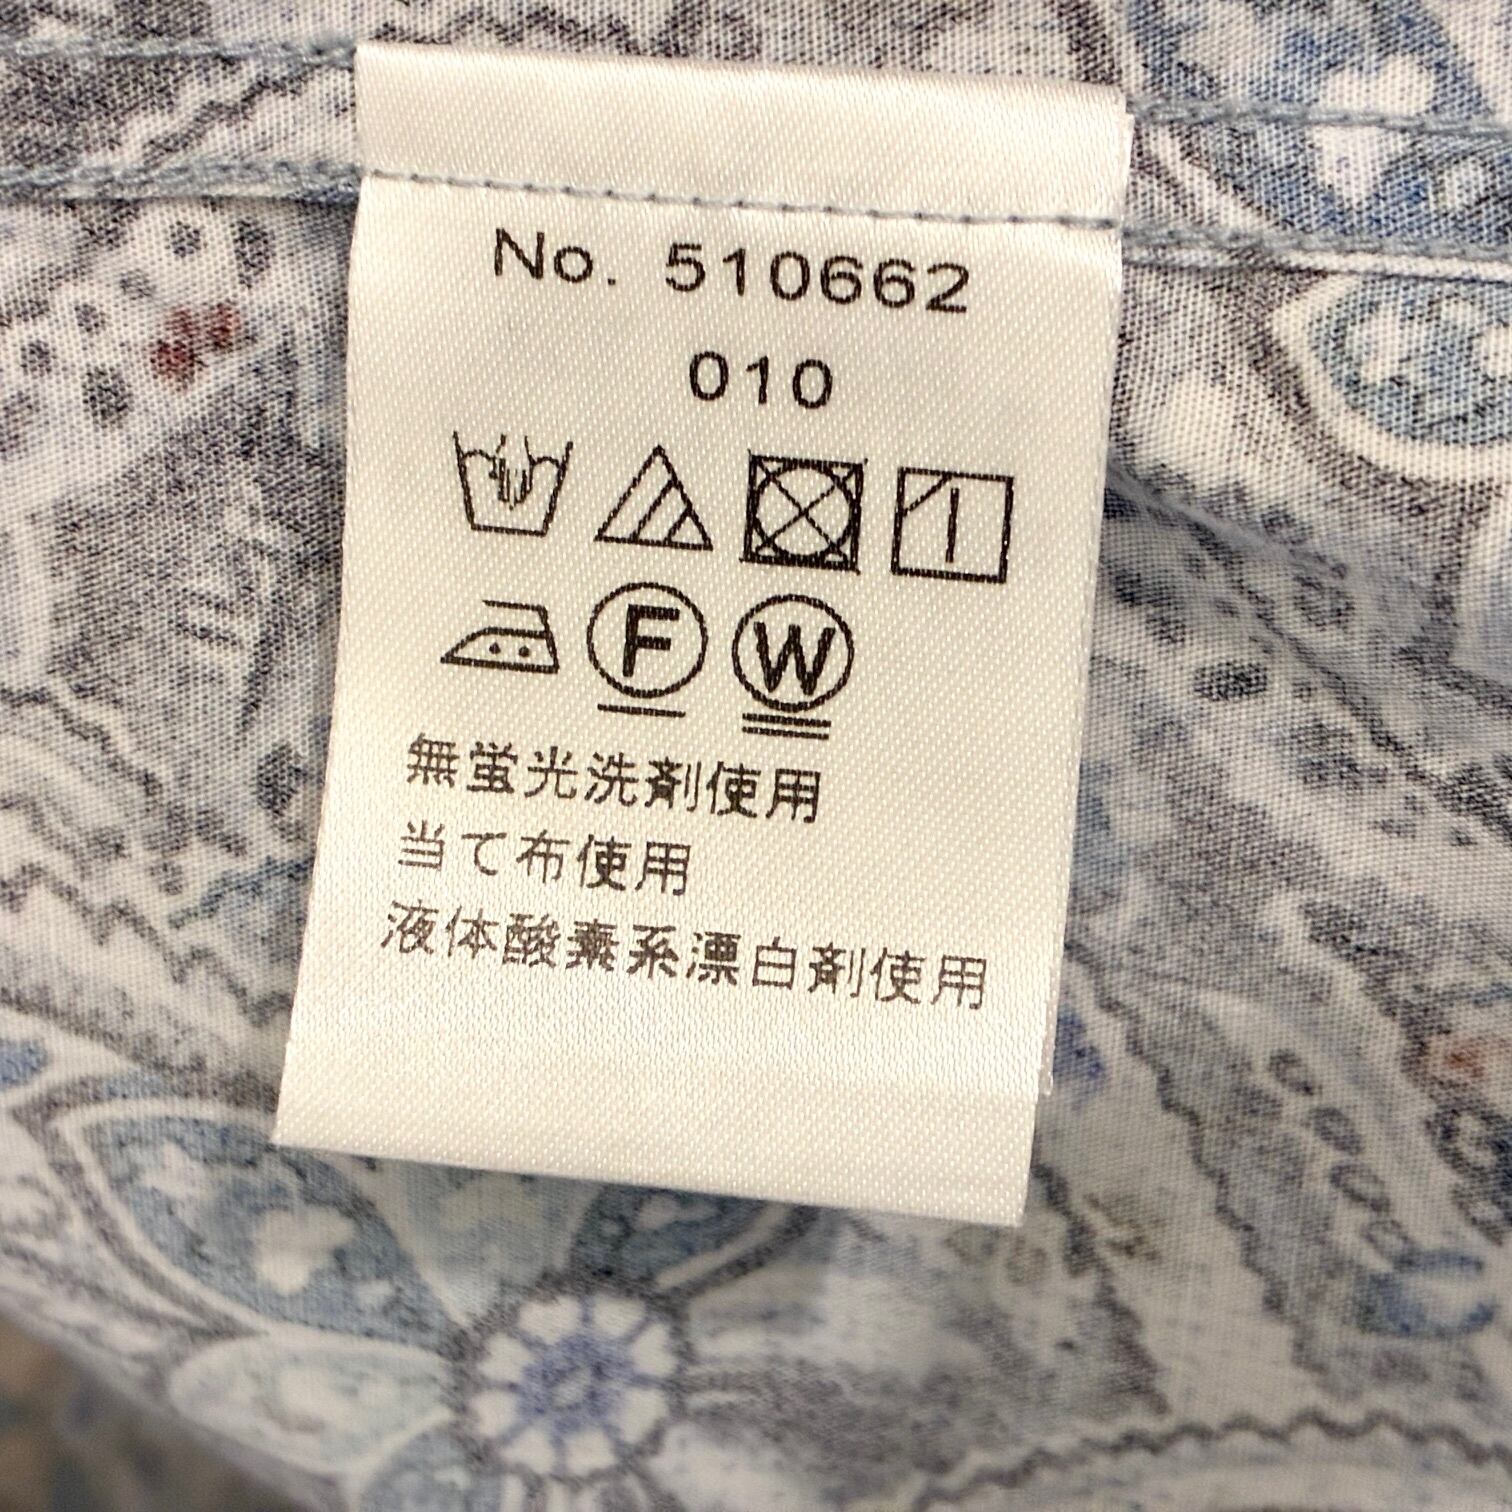 No. 510662
010
F W
無蛍光洗剤使用
当て布使用
液体酸素系漂白剤使用